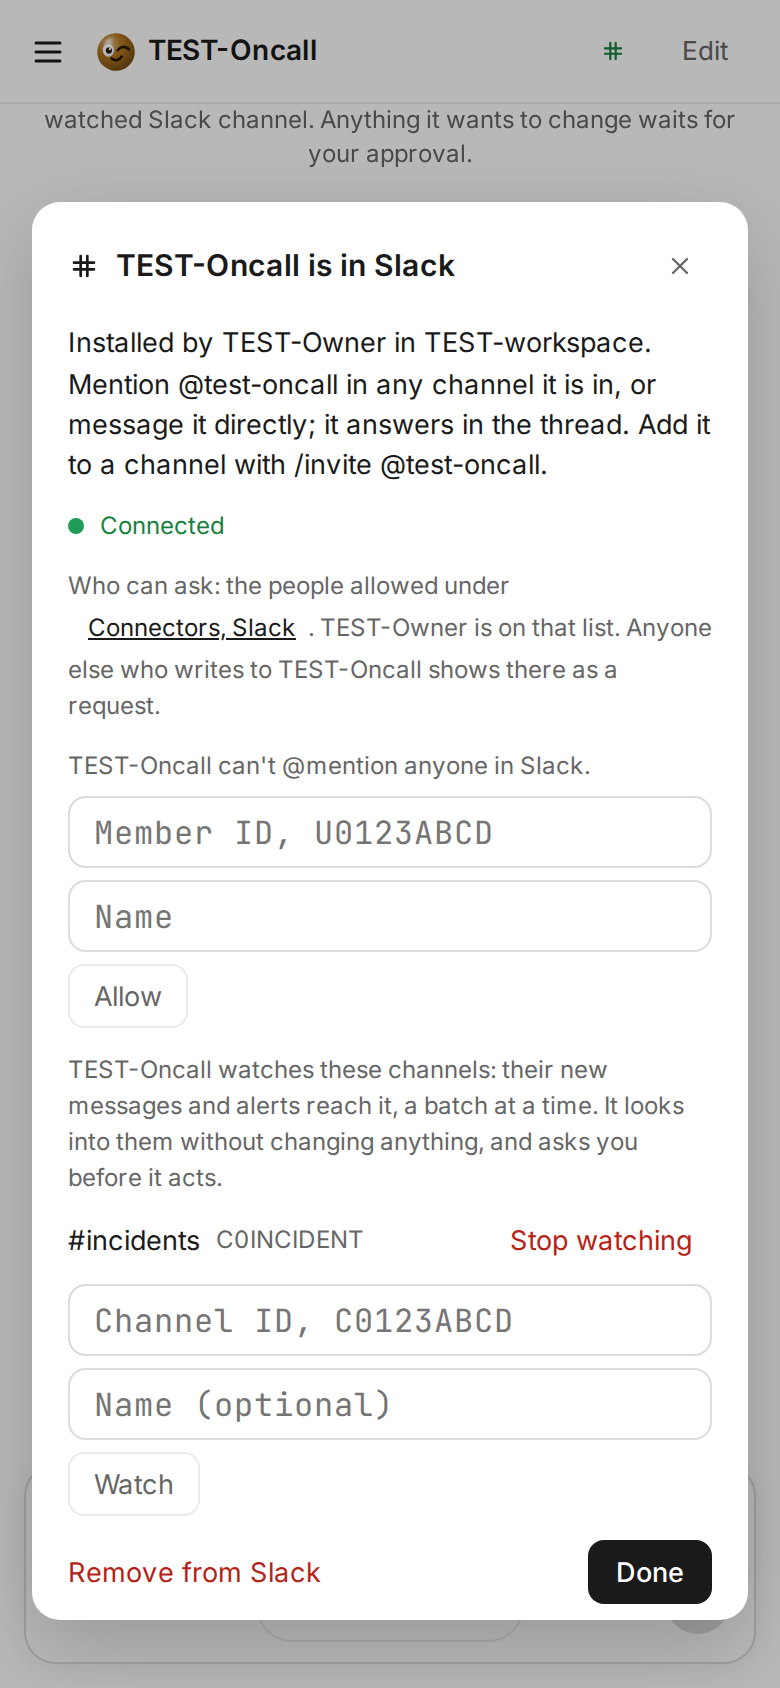 TEST-Oncall
# Edit
watched Slack channel. Anything it wants to change waits for
your approval.
# TEST-Oncall is in Slack
Installed by TEST-Owner in TEST-workspace.
Mention @test-oncall in any channel it is in, or
message it directly; it answers in the thread. Add it
to a channel with /invite @test-oncall.
Connected
Who can ask: the people allowed under
Connectors, Slack . TEST-Owner is on that list. Anyone
else who writes to TEST-Oncall shows there as a
request.
TEST-Oncall can't @mention anyone in Slack.
Member ID, U0123ABCD
Name
Allow
TEST-Oncall watches these channels: their new
messages and alerts reach it, a batch at a time. It looks
into them without changing anything, and asks you
before it acts.
#incidents C0INCIDENT Stop watching
Channel ID, C0123ABCD
Name (optional)
Watch
Remove from Slack Done